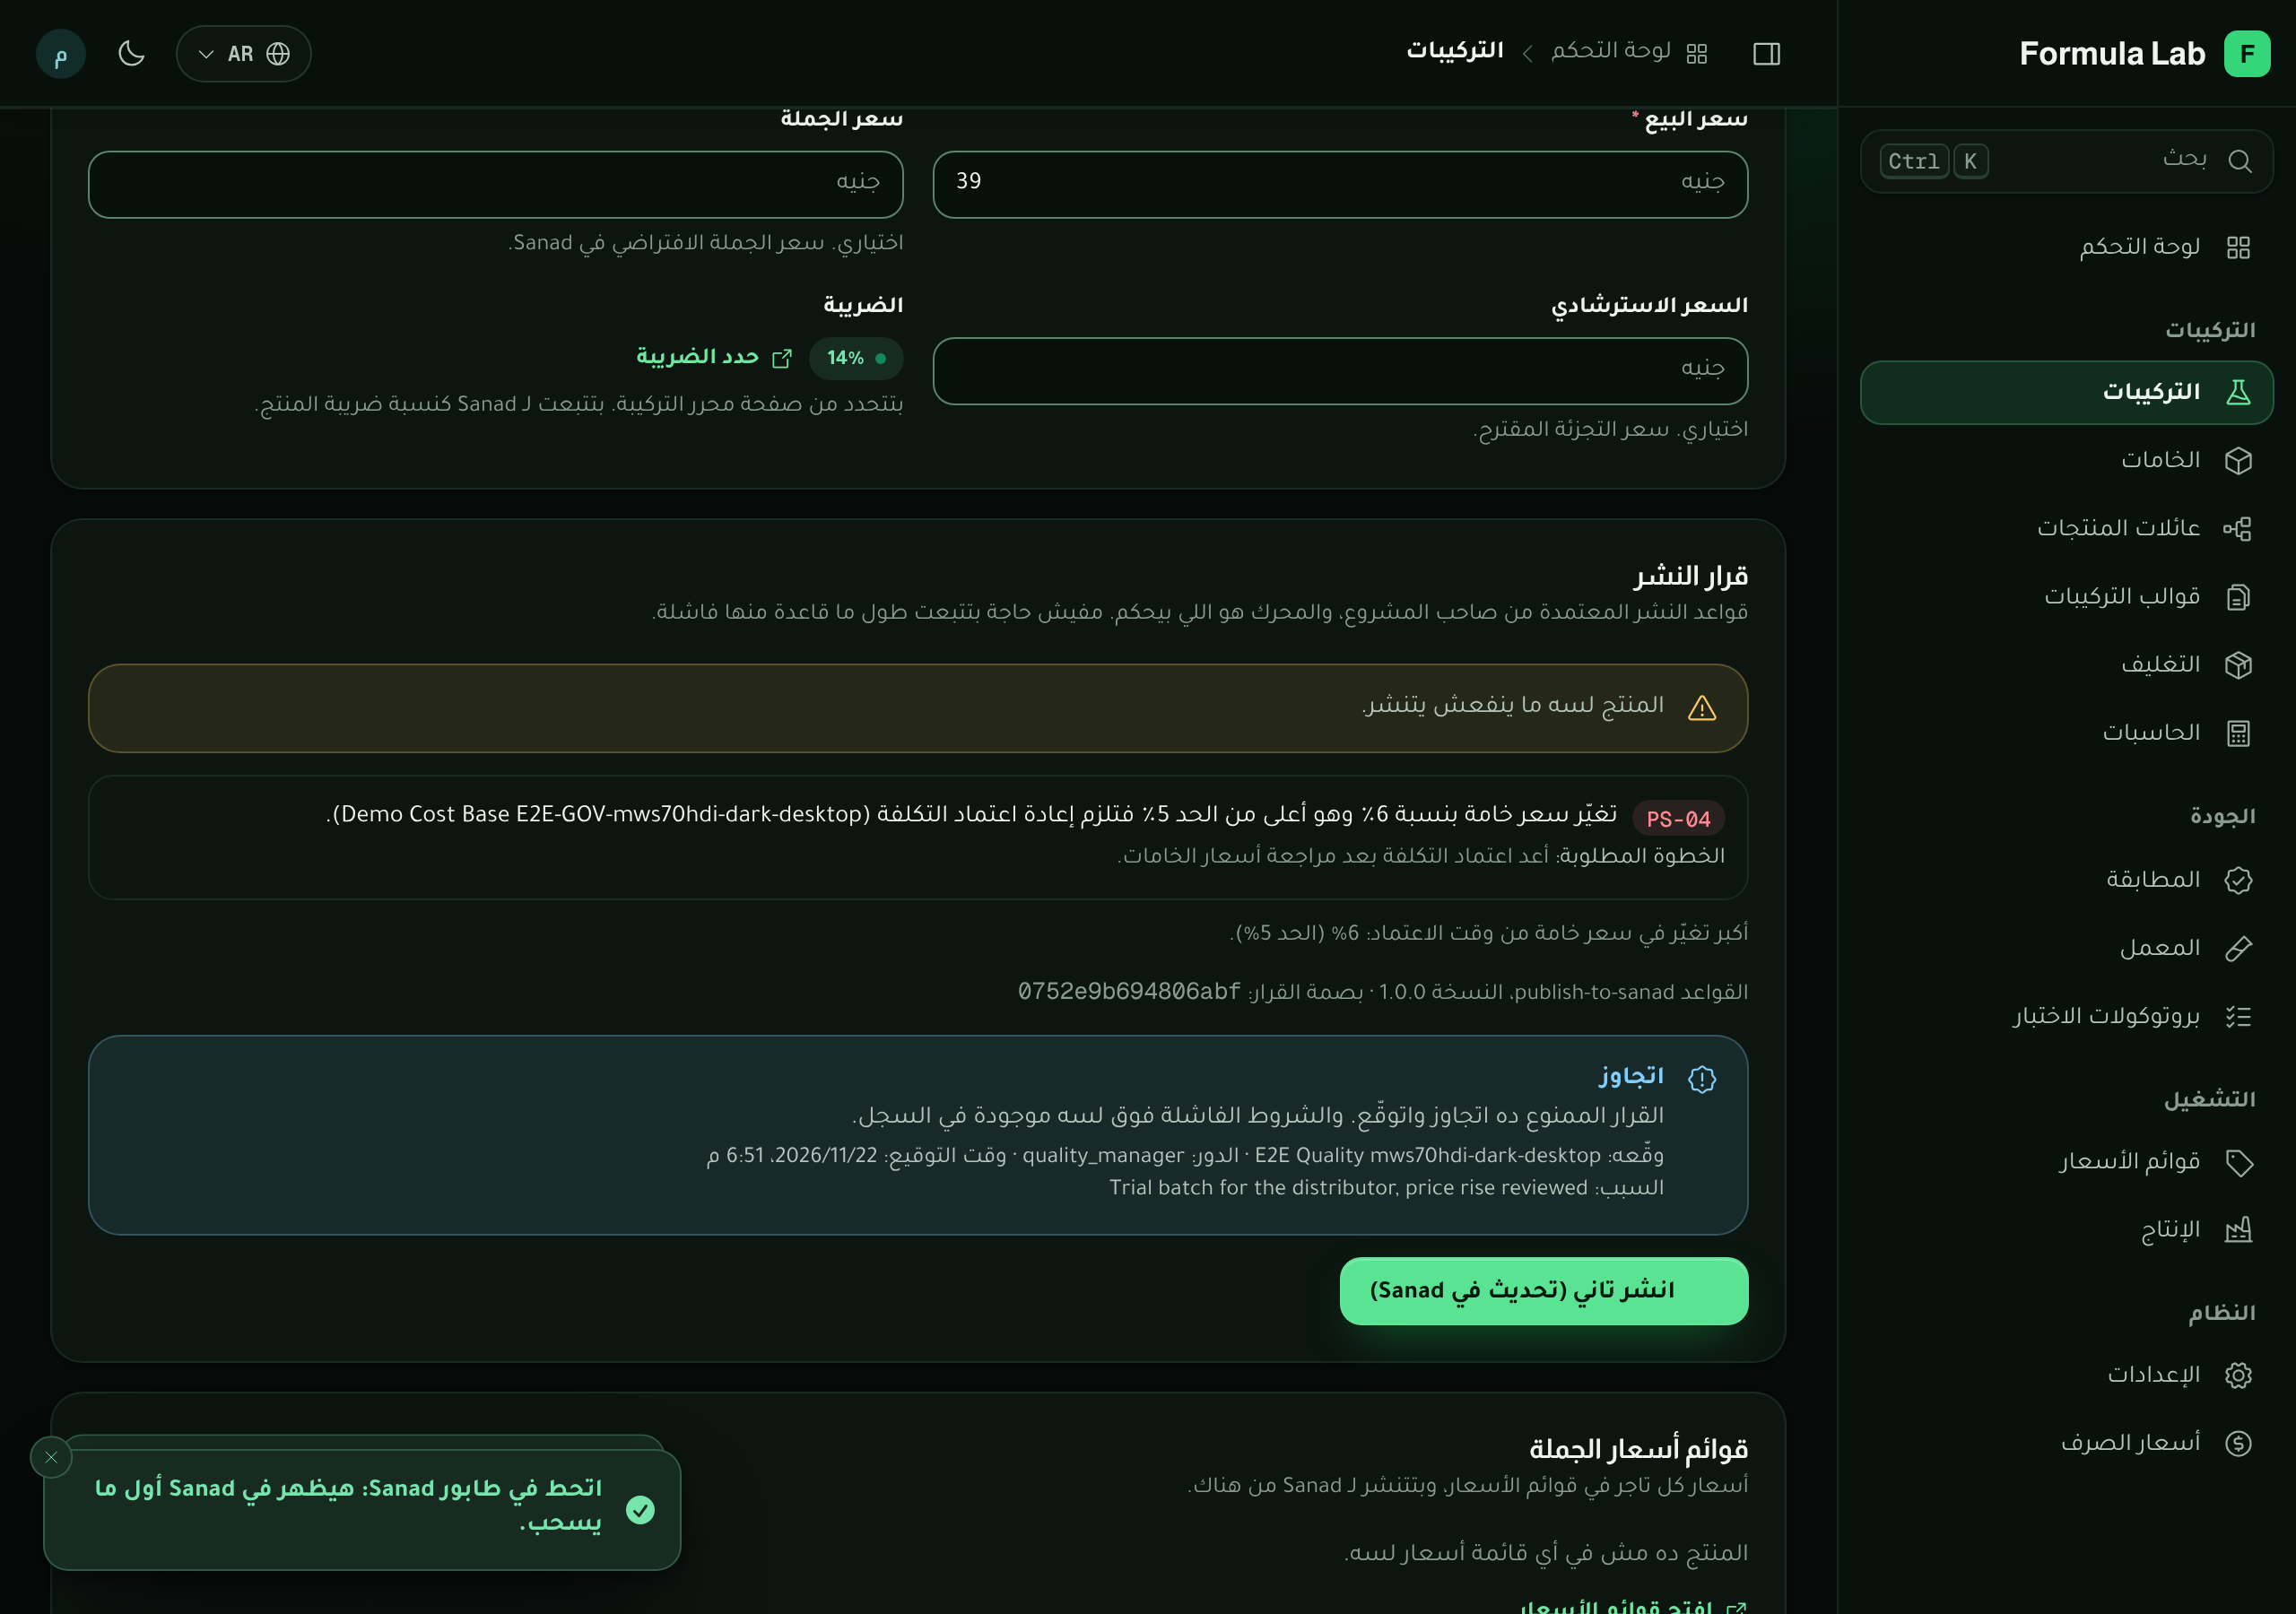 Formula Lab
F
بحث
Ctrl K
لوحة التحكم
التركيبات
التركيبات
الخامات
عائلات المنتجات
قوالب التركيبات
التغليف
الحاسبات
الجودة
المطابقة
المعمل
بروتوكولات الاختبار
التشغيل
قوائم الأسعار
الإنتاج
النظام
الإعدادات
أسعار الصرف
لوحة التحكم
التركيبات
AR
م
سعر البيع *
جنيه
39
سعر الجملة
جنيه
اختياري. سعر الجملة الافتراضي في Sanad.
السعر الاسترشادي
جنيه
اختياري. سعر التجزئة المقترح.
الضريبة
14%
حدد الضريبة
بتتحدد من صفحة محرر التركيبة. بتتبعت لـ Sanad كنسبة ضريبة المنتج.
قرار النشر
قواعد النشر المعتمدة من صاحب المشروع، والمحرك هو اللي بيحكم. مفيش حاجة بتتبعت طول ما قاعدة منها فاشلة.
المنتج لسه ما ينفعش يتنشر.
PS-04 تغيّر سعر خامة بنسبة 6٪ وهو أعلى من الحد 5٪ فتلزم إعادة اعتماد التكلفة (Demo Cost Base E2E-GOV-mws70hdi-dark-desktop).
الخطوة المطلوبة: أعد اعتماد التكلفة بعد مراجعة أسعار الخامات.
أكبر تغيّر في سعر خامة من وقت الاعتماد: 6% (الحد 5%).
القواعد publish-to-sanad، النسخة 1.0.0 · بصمة القرار: 0752e9b694806abf
اتجاوز
القرار الممنوع ده اتجاوز واتوقّع. والشروط الفاشلة فوق لسه موجودة في السجل.
وقّعه: E2E Quality mws70hdi-dark-desktop · الدور: quality_manager · وقت التوقيع: 2026/11/22، 6:51 م
السبب: Trial batch for the distributor, price rise reviewed
انشر تاني (تحديث في Sanad)
قوائم أسعار الجملة
أسعار كل تاجر في قوائم الأسعار، وبتتنشر لـ Sanad من هناك.
المنتج ده مش في أي قائمة أسعار لسه.
افتح قوائم الأسعار
اتحط في طابور Sanad: هيظهر في Sanad أول ما
يسحب.